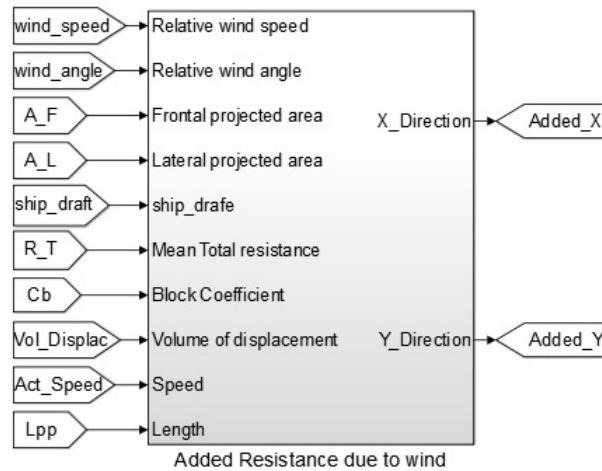 wind_speed Relative wind speed
wind_angle Relative wind angle
A_F Frontal projected area
X_Direction Added_X
A_L Lateral projected area
ship_draft ship_drafe
R_T Mean Total resistance
Cb Block Coefficient
Vol_Displac Volume of displacement Y_Direction Added_Y
Act_Speed Speed
Lpp Length
Added Resistance due to wind